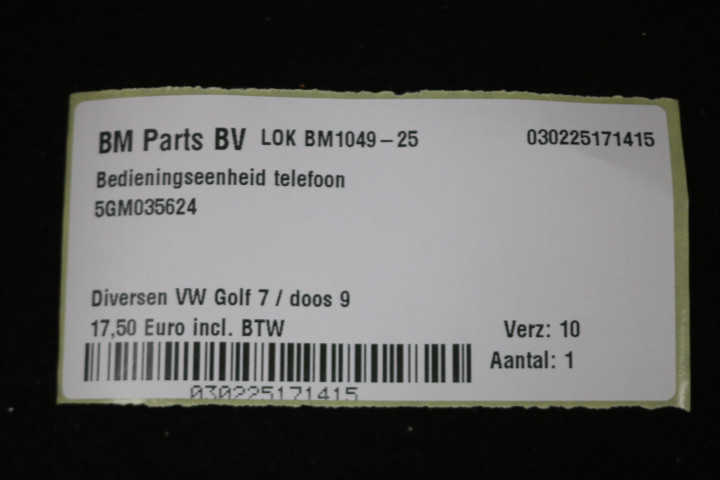 BM Parts BV LOK BM1049-25 030225171415
Bedieningseenheid telefoon
5GM035624
Diversen VW Golf 7 / doos 9
17,50 Euro incl. BTW Verz: 10
Aantal: 1
030225171415